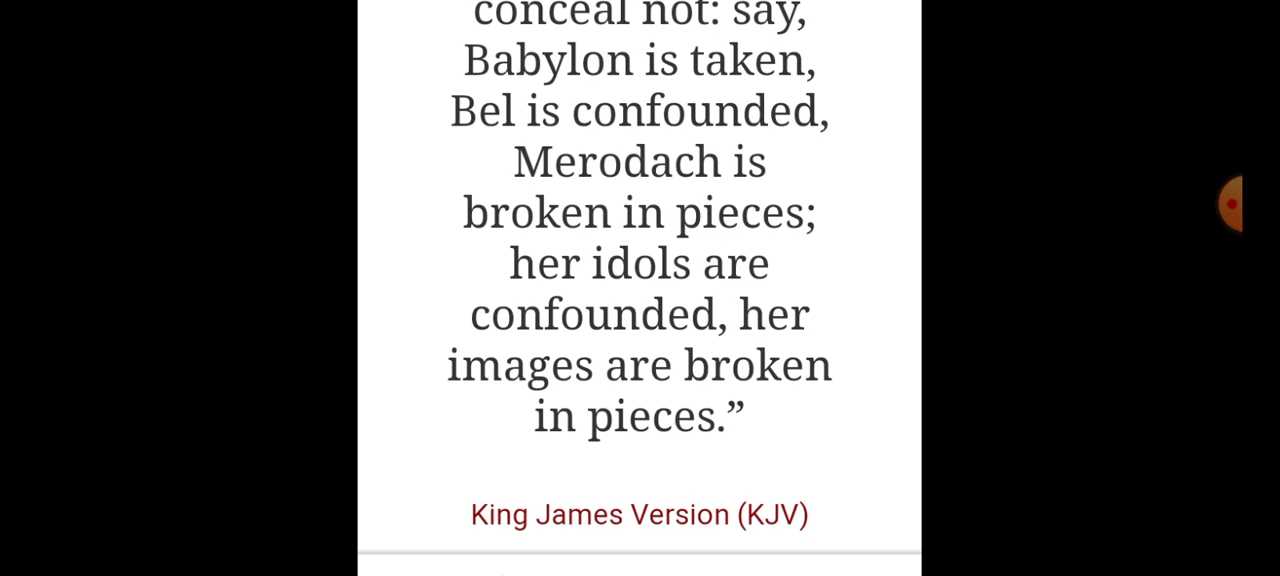 conceal not: say,
Babylon is taken,
Bel is confounded,
Merodach is
broken in pieces;
her idols are
confounded, her
images are broken
in pieces.”
King James Version (KJV)